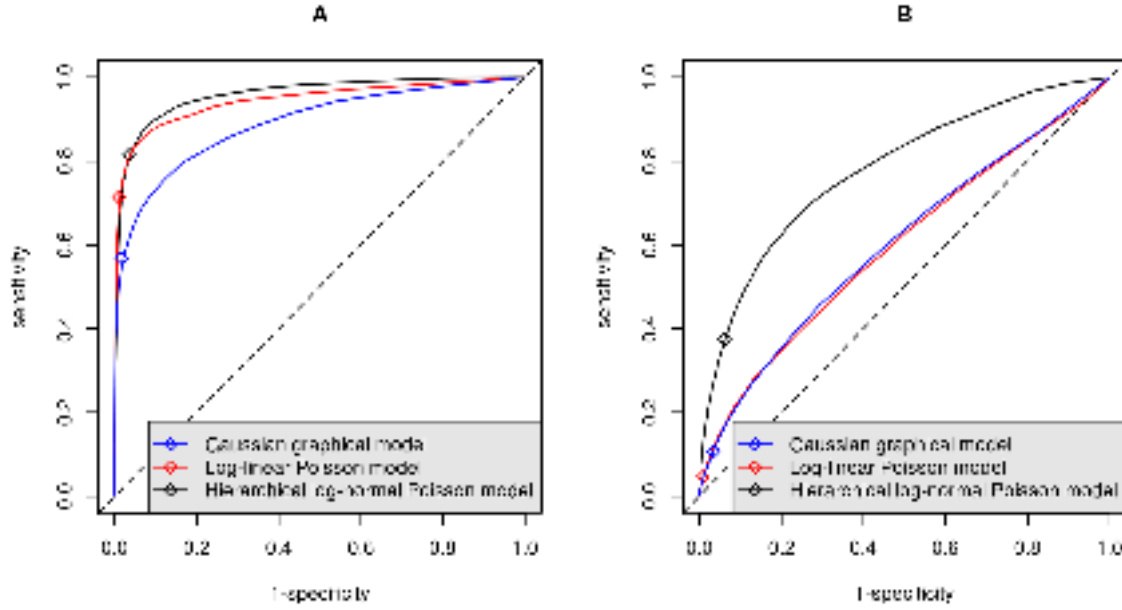 A
sensitivity
1.0
0.8
0.6
0.4
0.2
0.0
Gaussian graphical model
Log-linear Poisson model
Hierarchical log-normal Poisson model
0.0 0.2 0.4 0.6 0.8 1.0
1-specificity
B
sensitivity
1.0
0.8
0.6
0.4
0.2
0.0
Gaussian graphical model
Log-linear Poisson model
Hierarchical log-normal Poisson model
0.0 0.2 0.4 0.6 0.8 1.0
1-specificity